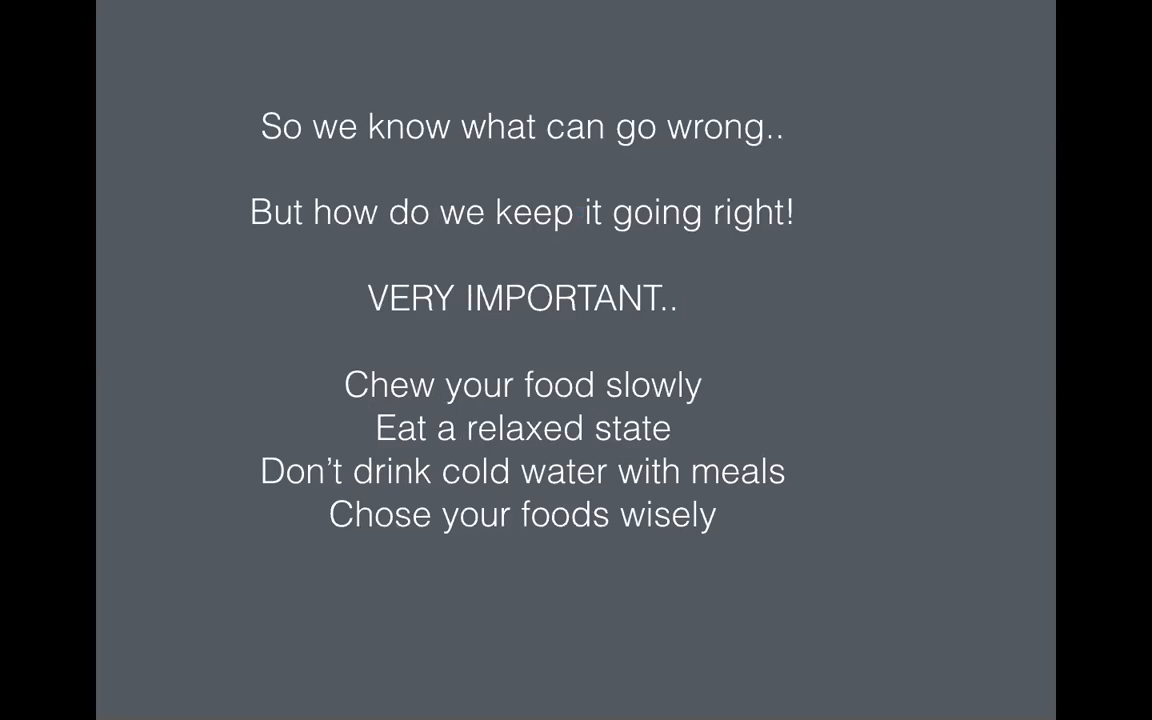 So we know what can go wrong..
But how do we keep it going right!
VERY IMPORTANT..
Chew your food slowly
Eat a relaxed state
Don’t drink cold water with meals
Chose your foods wisely